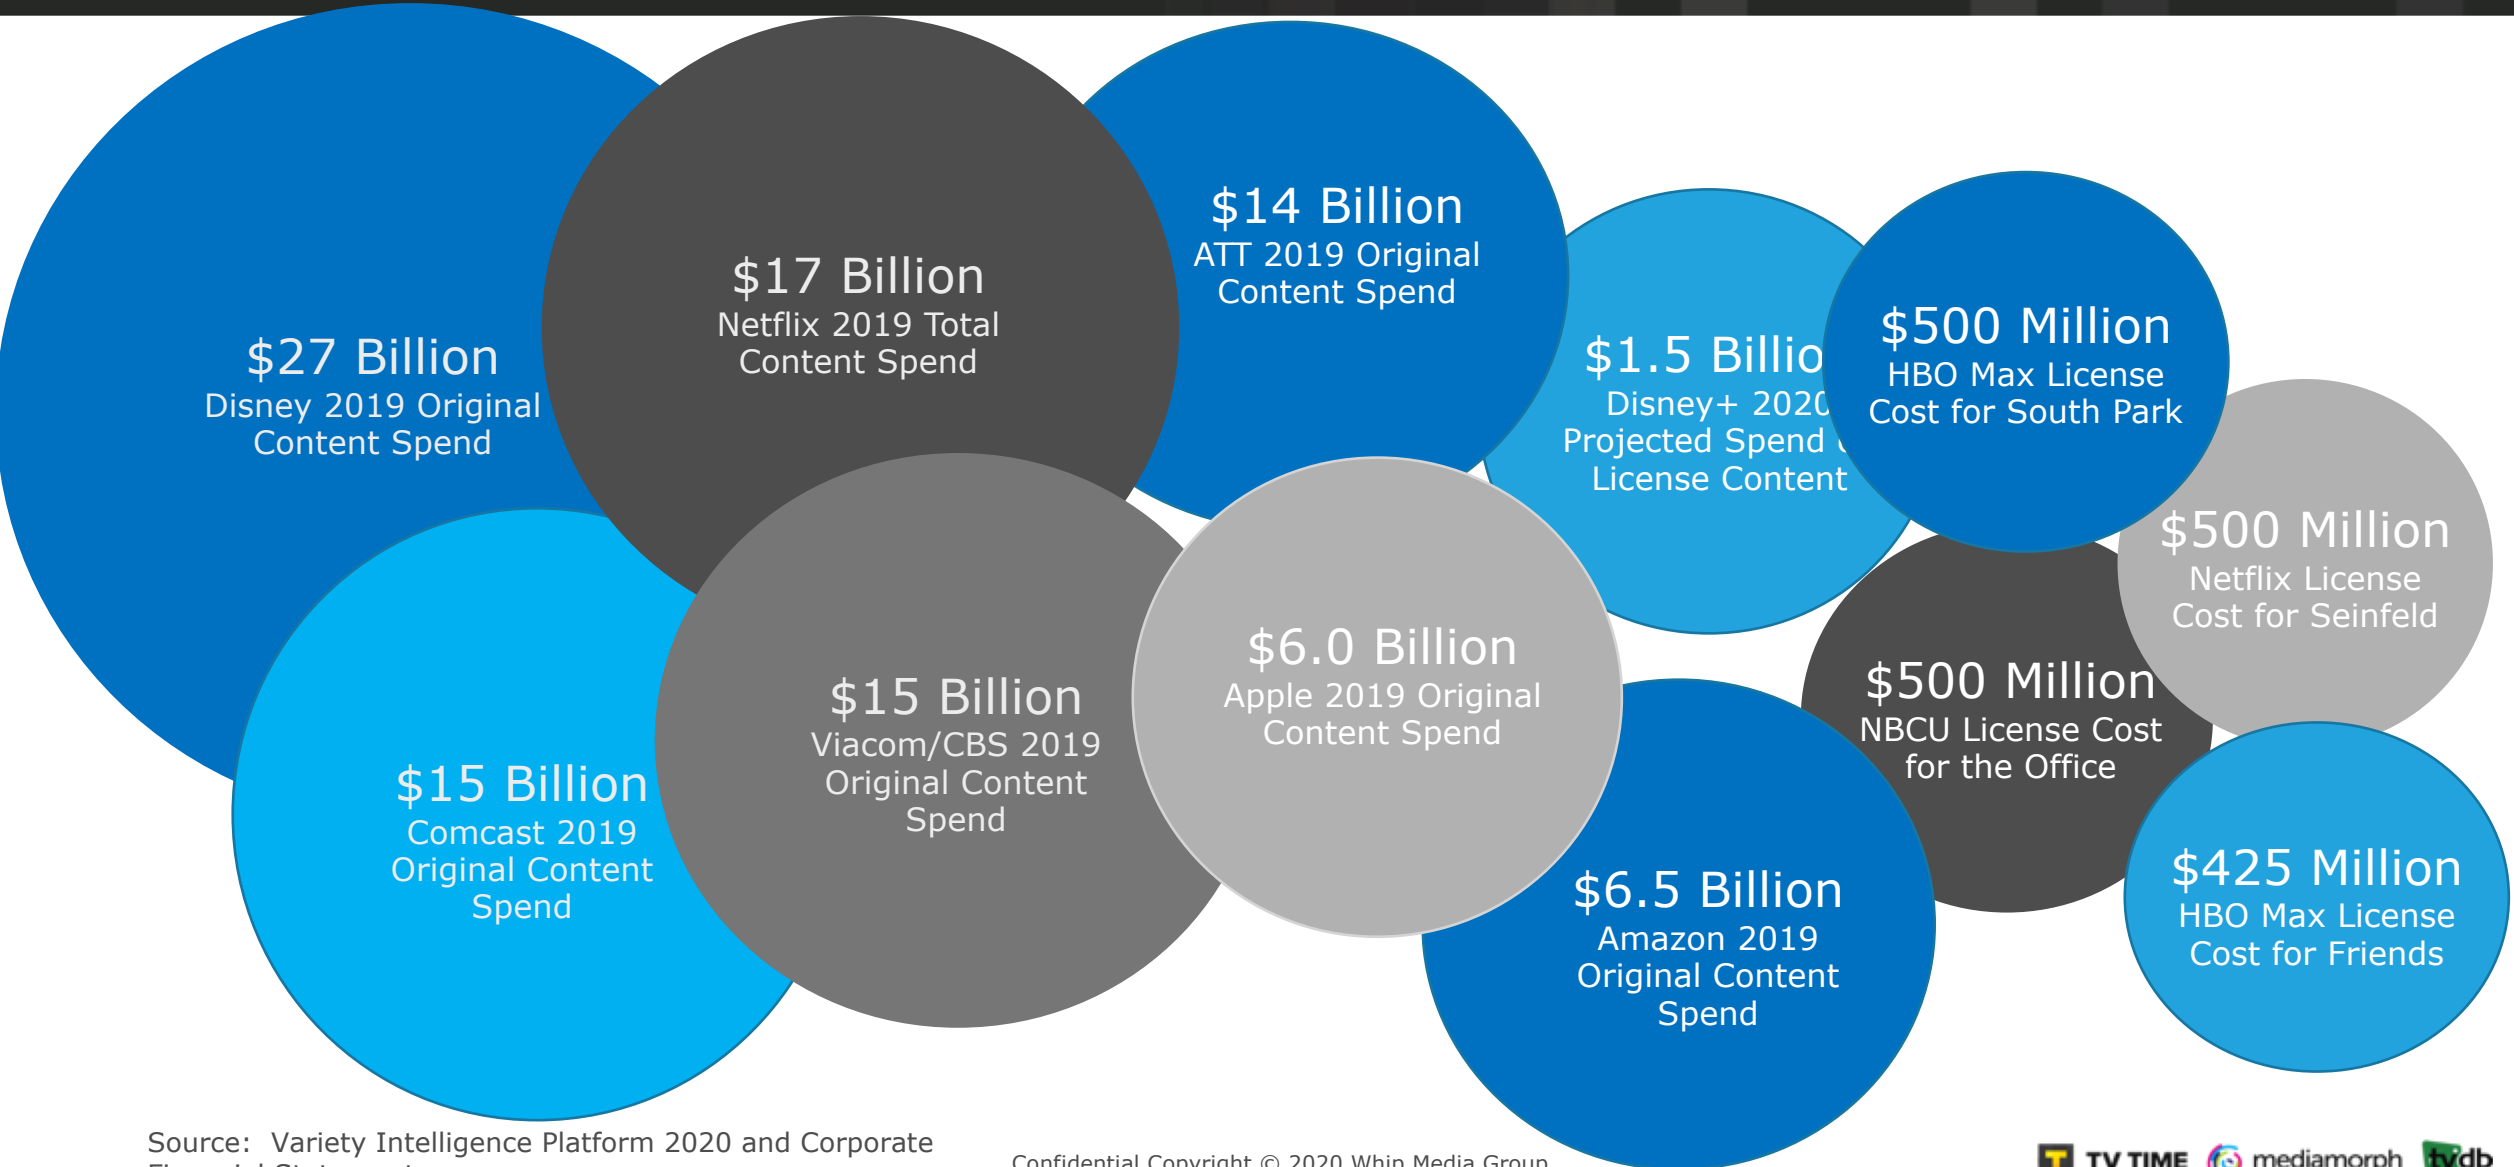 $27 Billion
Disney 2019 Original
Content Spend
$17 Billion
Netflix 2019 Total
Content Spend
$14 Billion
ATT 2019 Original
Content Spend
$1.5 Billio
Disney+ 2020
Projected Spend
License Content
$500 Million
HBO Max License
Cost for South Park
$500 Million
Netflix License
Cost for Seinfeld
$15 Billion
Comcast 2019
Original Content
Spend
$15 Billion
Viacom/CBS 2019
Original Content
Spend
$6.0 Billion
Apple 2019 Original
Content Spend
$6.5 Billion
Amazon 2019
Original Content
Spend
$500 Million
NBCU License Cost
for the Office
$425 Million
HBO Max License
Cost for Friends
Source: Variety Intelligence Platform 2020 and Corporate
Confidential Copyright © 2020 Whip Media Group
T TV TIME mediamorph tvdb